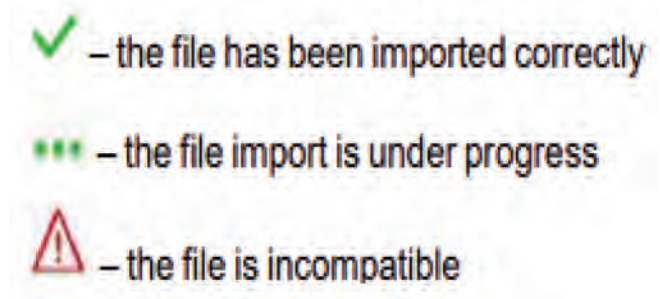 – the file has been imported correctly
– the file import is under progress
– the file is incompatible